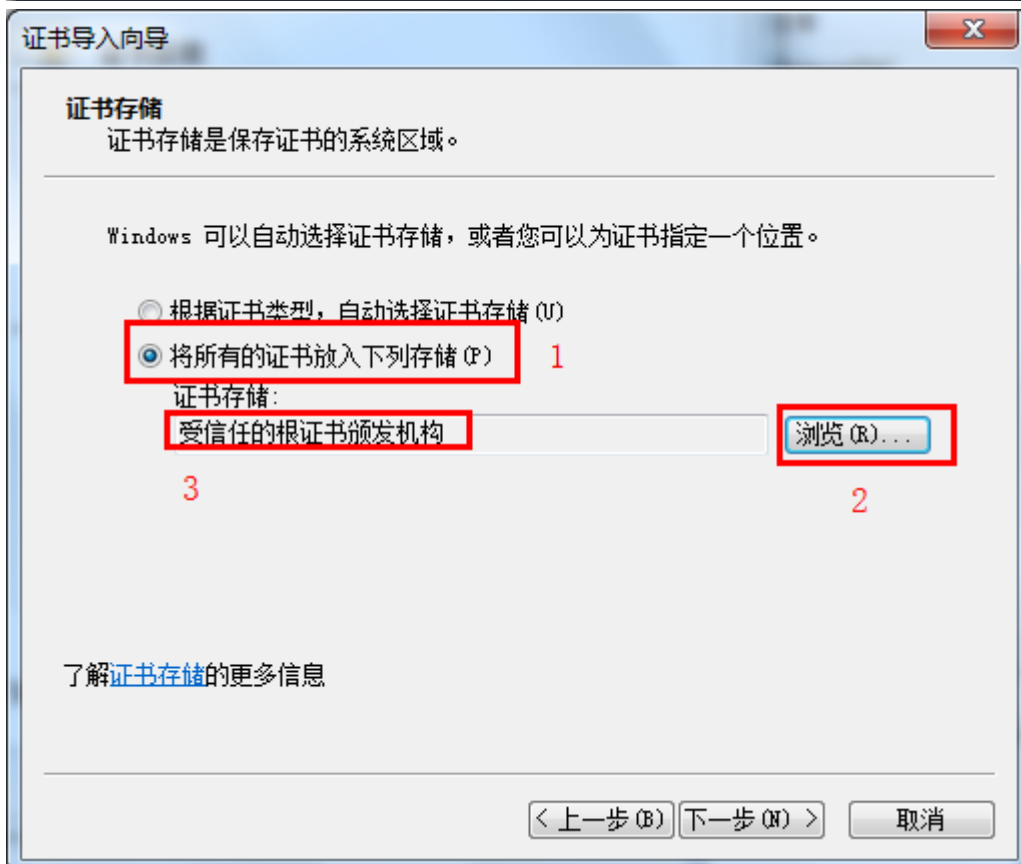 证书导入向导
证书存储
证书存储是保存证书的系统区域。
Windows 可以自动选择证书存储，或者您可以为证书指定一个位置。
根据证书类型，自动选择证书存储(U)
将所有的证书放入下列存储(P) 1
证书存储:
受信任的根证书颁发机构 浏览(R)...
3 2
了解证书存储的更多信息
< 上一步(B) 下一步(N) > 取消